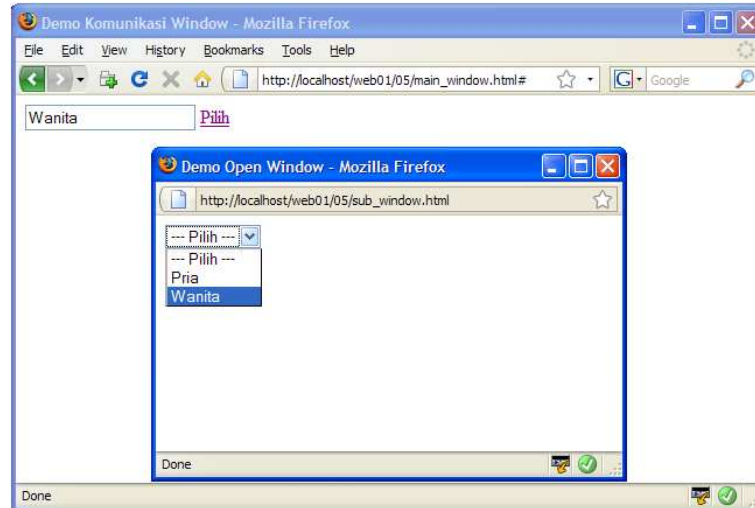 Demo Komunikasi Window - Mozilla Firefox
File Edit View History Bookmarks Tools Help
http://localhost/web01/05/main_window.html# G Google
Wanita Pilih
Demo Open Window - Mozilla Firefox
http://localhost/web01/05/sub_window.html
--- Pilih ---
--- Pilih ---
Pria
Wanita
Done
Done